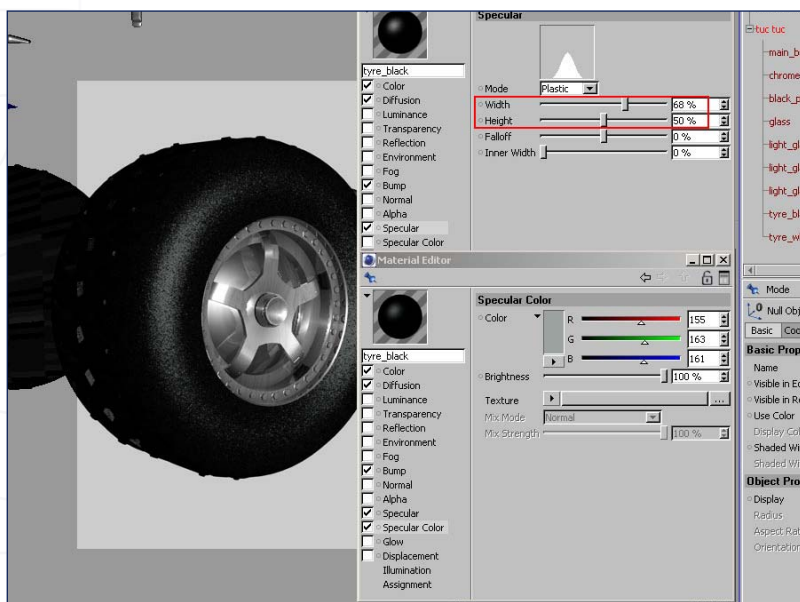 Specular
tyre_black
Color
Diffusion
Luminance
Transparency
Reflection
Environment
Fog
Bump
Normal
Alpha
Specular
Specular Color
Mode Plastic
Width 68 %
Height 50 %
Falloff 0 %
Inner Width 0 %
Material Editor
tyre_black
Color
Diffusion
Luminance
Transparency
Reflection
Environment
Fog
Bump
Normal
Alpha
Specular
Specular Color
Glow
Displacement
Illumination
Assignment
Specular Color
Color R 155
G 163
B 161
Brightness 100 %
Texture ...
Mix Mode Normal
Mix Strength 100 %
tuc tuc
main_b
chrome
black_p
glass
light_gl
light_gl
light_gl
tyre_bl
tyre_w
Mode
Null Obj
Basic Coo
Basic Prop
Name
Visible in Ed
Visible in Re
Use Color
Display Col
Shaded Wi
Shaded Wi
Object Pro
Display
Radius
Aspect Rat
Orientation